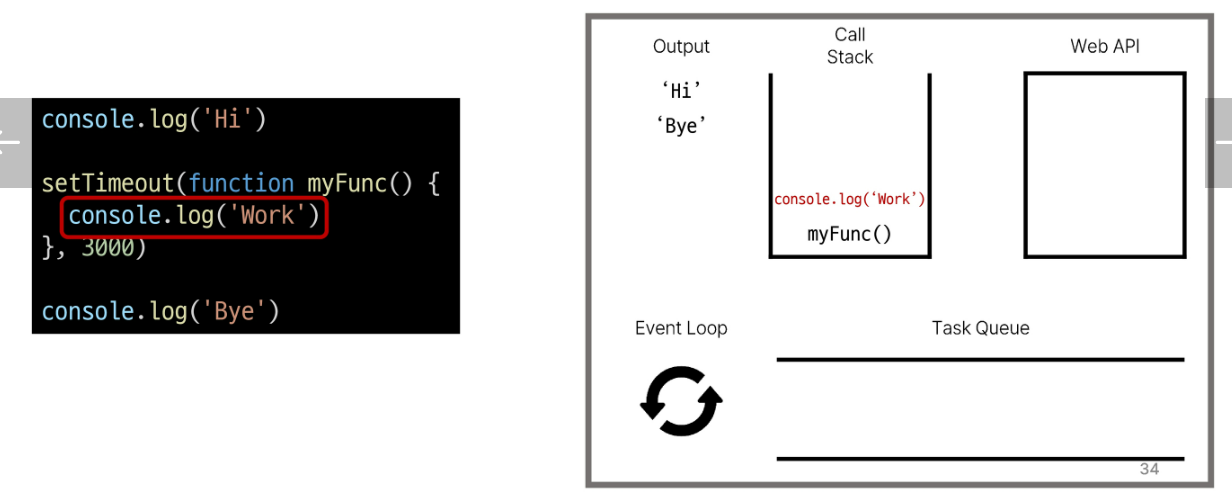 console.log('Hi')
setTimeout(function myFunc() {
console.log('Work')
}, 3000)
console.log('Bye')
Output
‘Hi’
‘Bye’
Call
Stack
console.log(‘Work’)
myFunc()
Web API
Event Loop
Task Queue
34